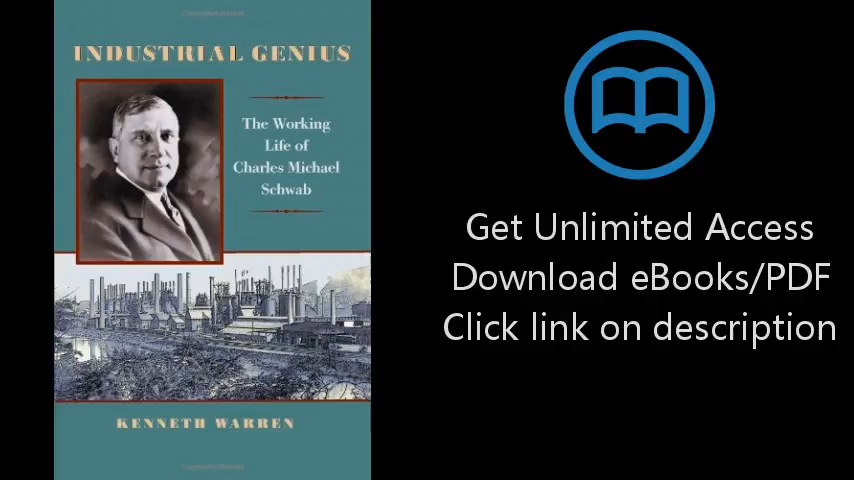 INDUSTRIAL GENIUS
The Working
Life of
Charles Michael
Schwab
KENNETH WARREN
Get Unlimited Access
Download eBooks/PDF
Click link on description